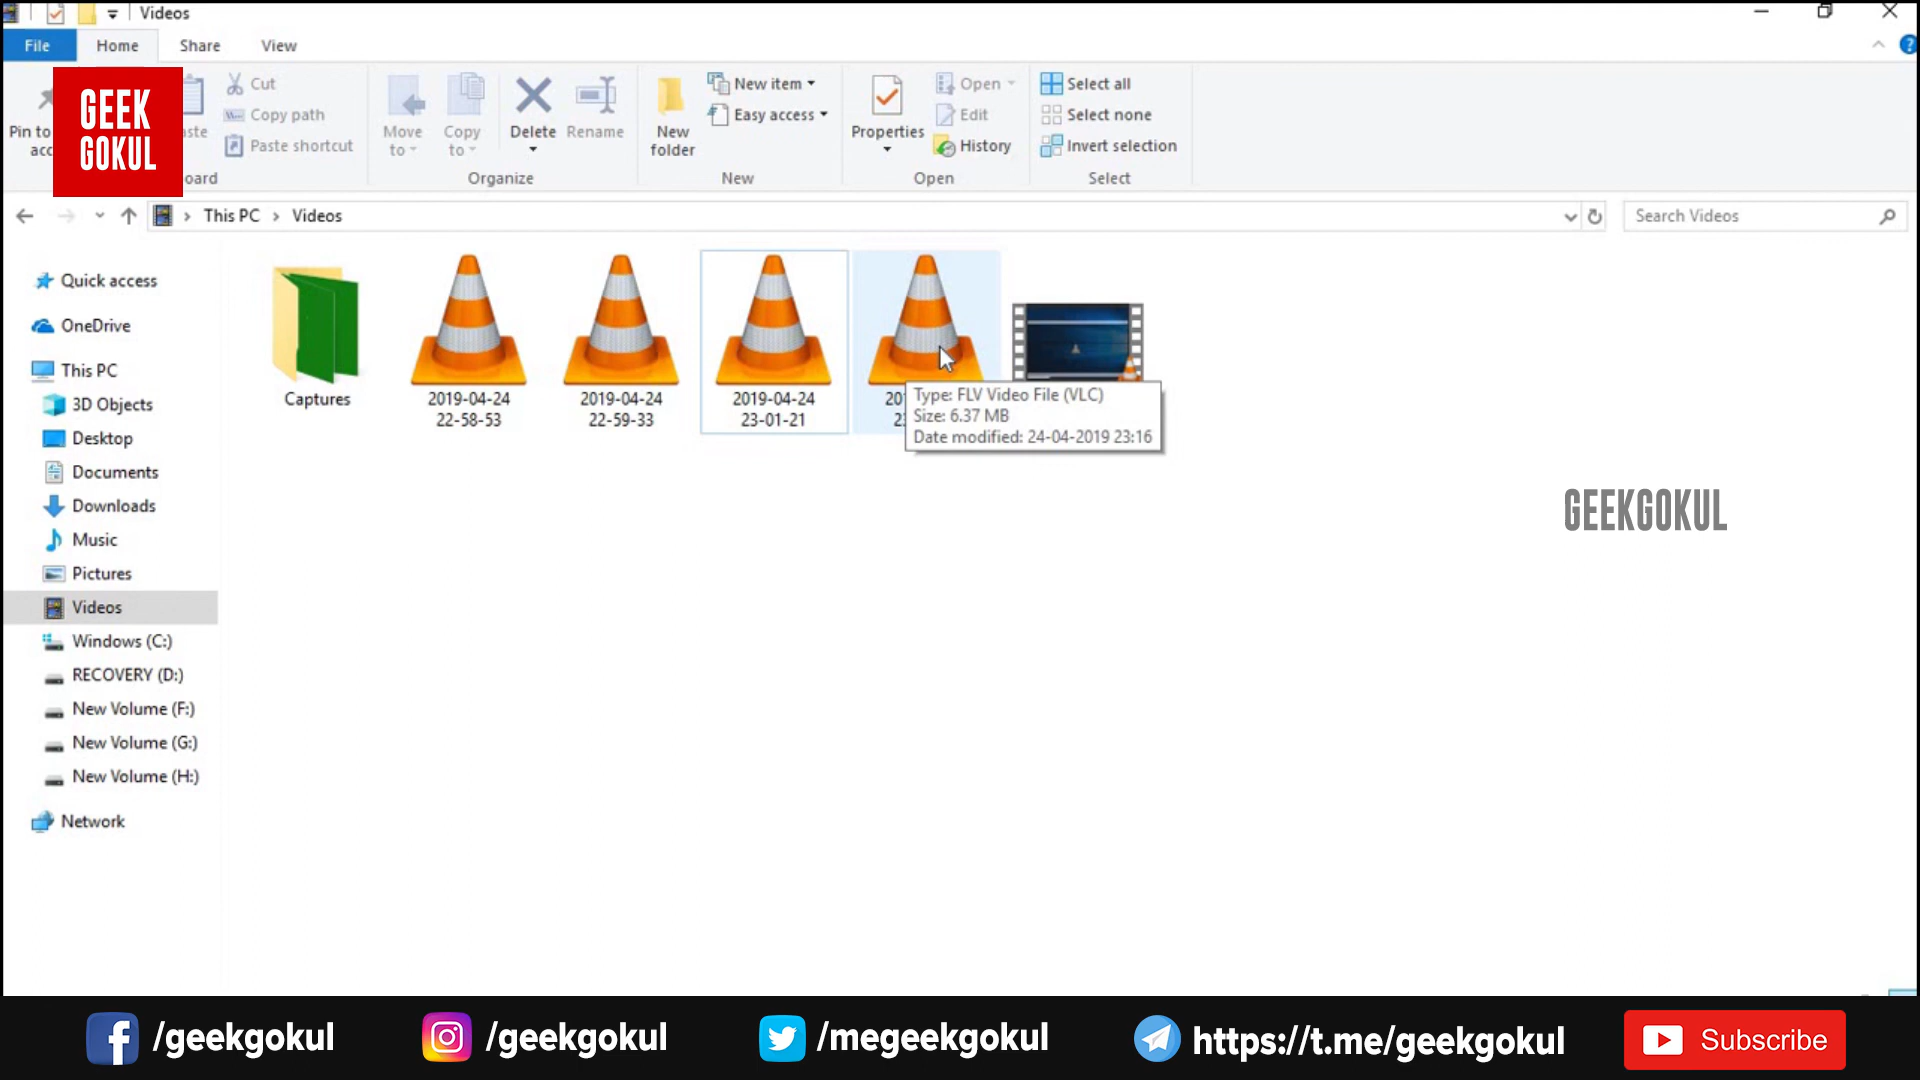 Videos
File
Home
Share
View
GEEK
GOKUL
Pin to
Cut
Copy path
Paste shortcut
Move
to
Copy
to
Delete
Rename
Organize
New
folder
New item
Easy access
New
Properties
Open
Edit
History
Open
Select all
Select none
Invert selection
Select
This PC > Videos
Search Videos
Quick access
OneDrive
This PC
3D Objects
Desktop
Documents
Downloads
Music
Pictures
Videos
Windows (C:)
RECOVERY (D:)
New Volume (F:)
New Volume (G:)
New Volume (H:)
Network
Captures
2019-04-24
22-58-53
2019-04-24
22-59-33
2019-04-24
23-01-21
Type: FLV Video File (VLC)
Size: 6.37 MB
Date modified: 24-04-2019 23:16
GEEKGOKUL
/geekgokul
/geekgokul
/megeekgokul
https://t.me/geekgokul
Subscribe